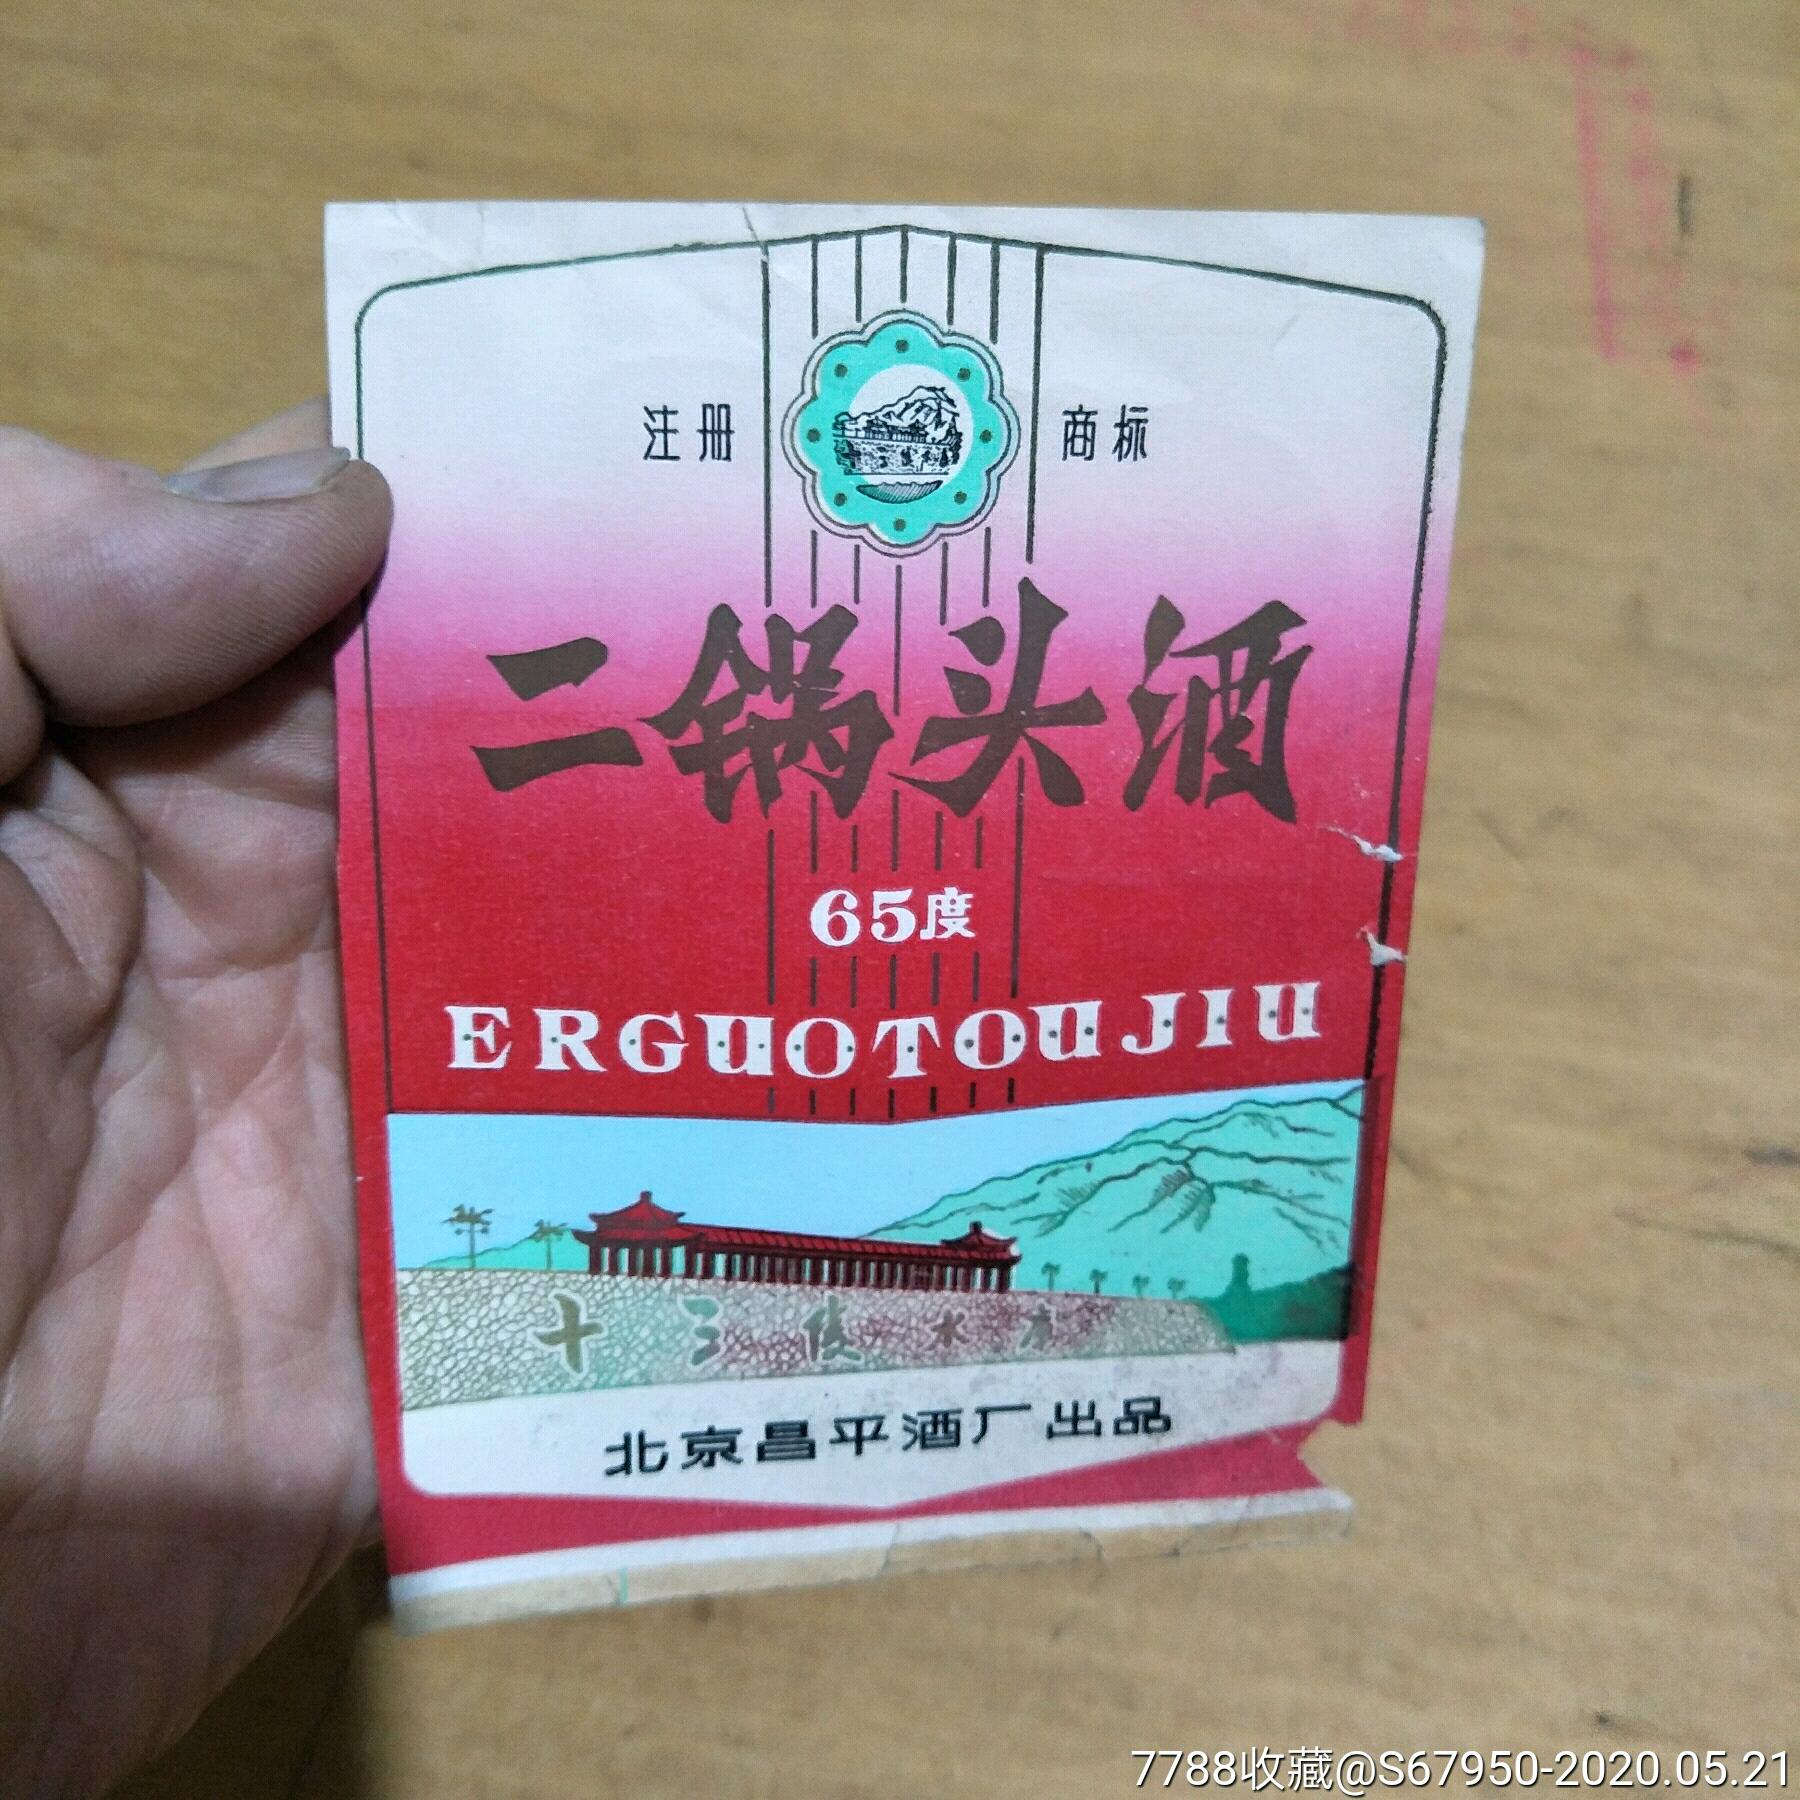 注册 商标
二锅头酒
65度
ERGUOTOUJIU
十三陵水库
北京昌平酒厂出品
7788收藏@S67950-2020.05.21